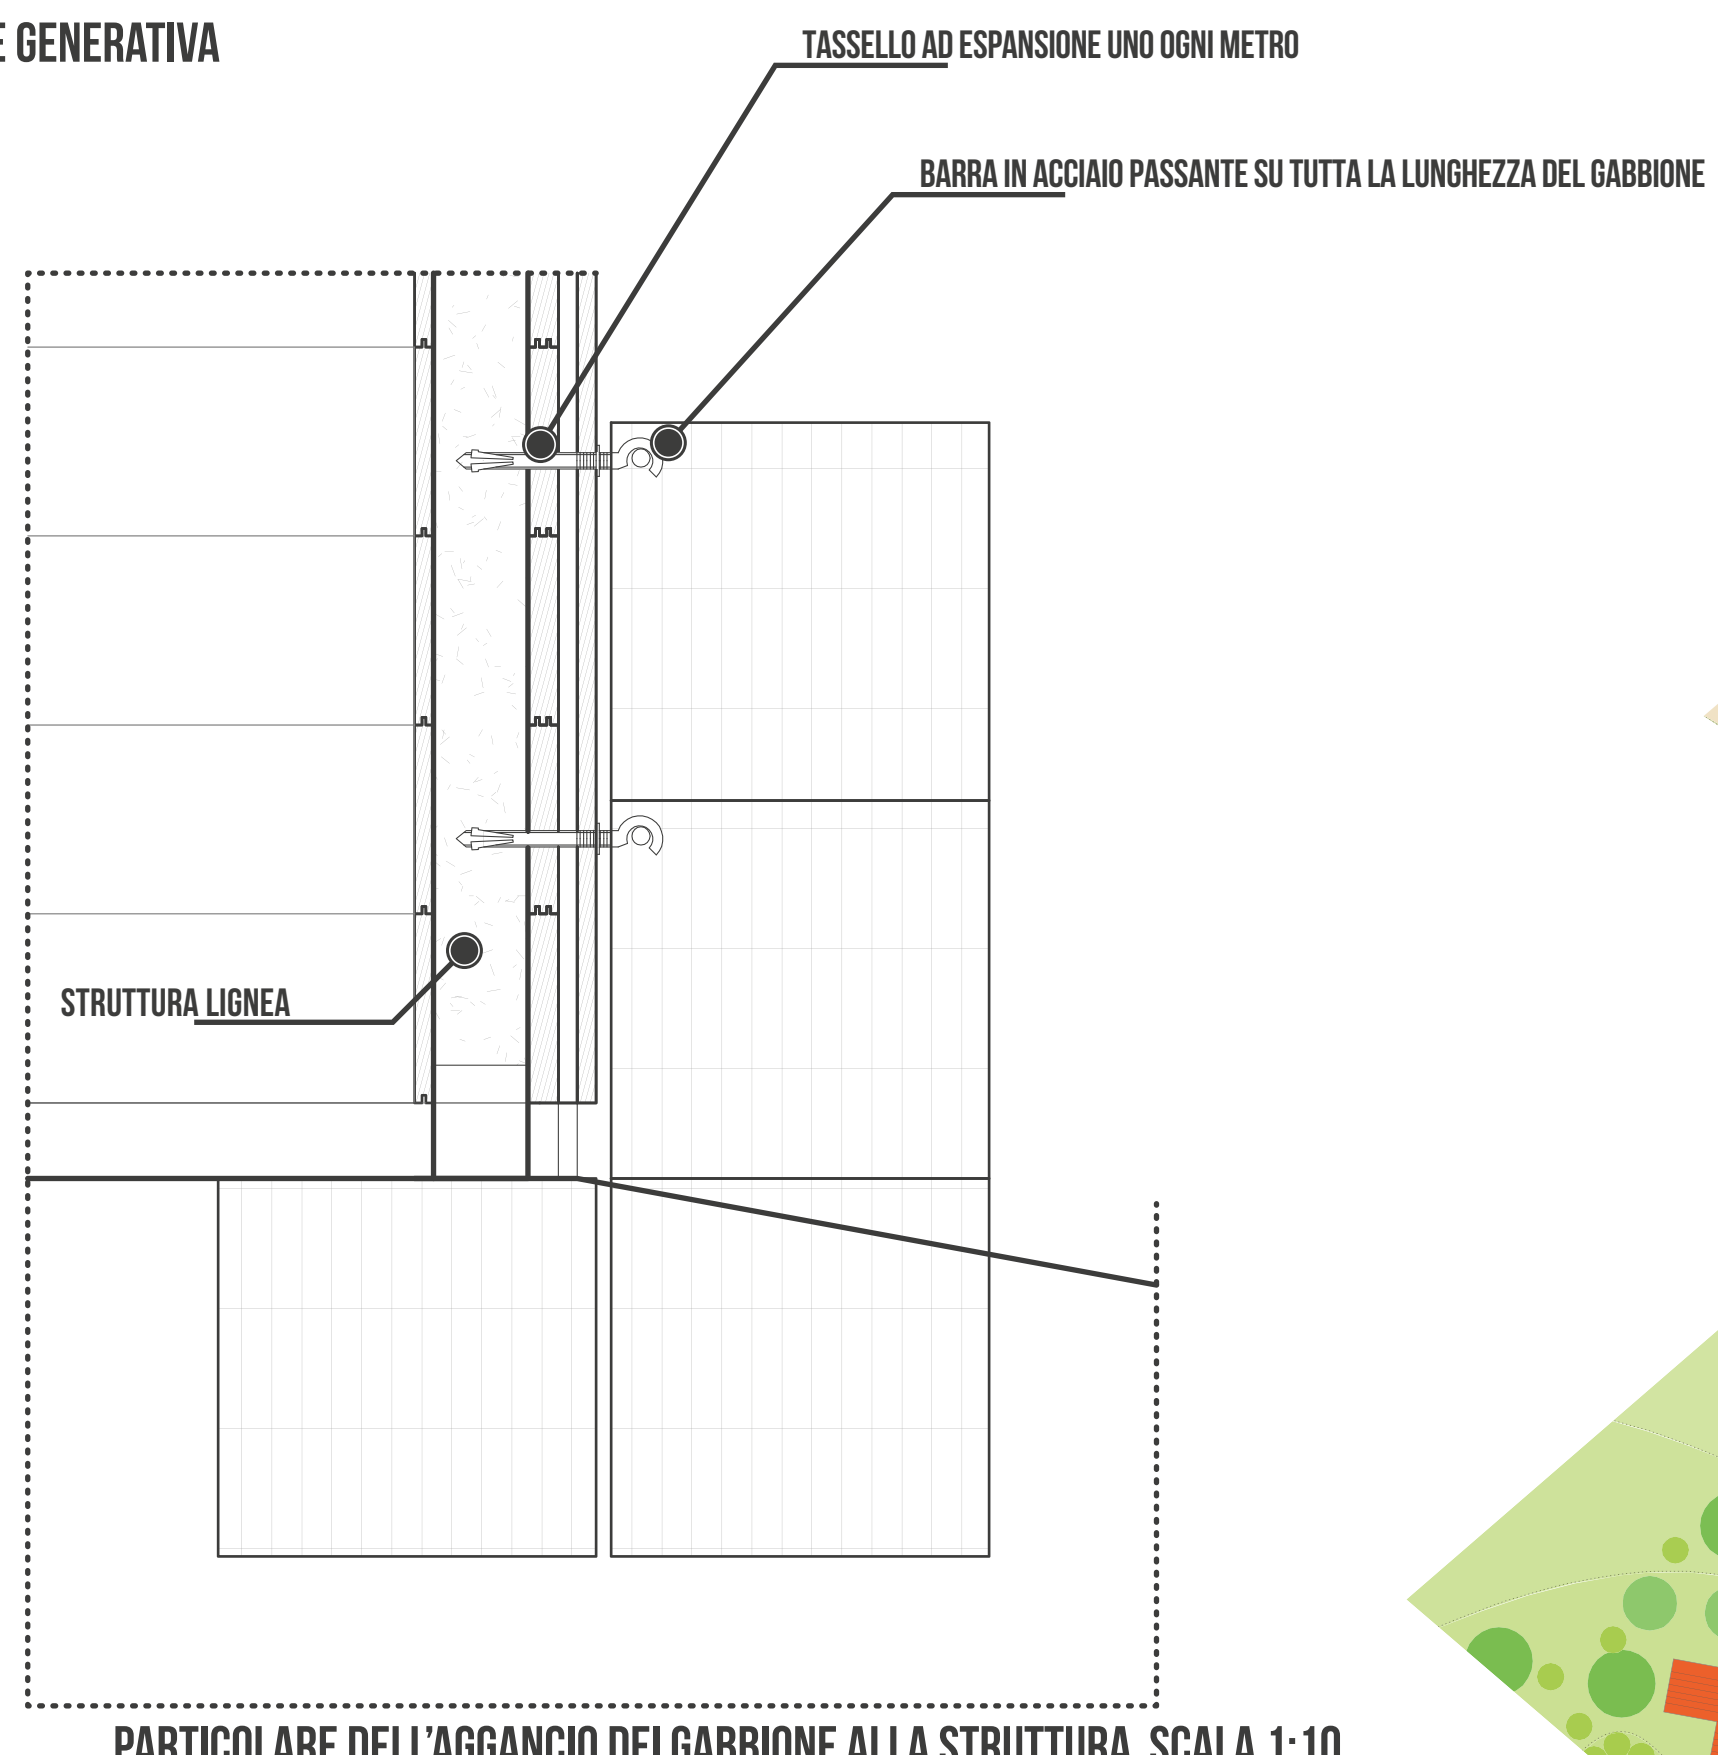 E GENERATIVA
TASSELLO AD ESPANSIONE UNO OGNI METRO
BARRA IN ACCIAIO PASSANTE SU TUTTA LA LUNGHEZZA DEL GABBIONE
STRUTTURA LIGNEA
PARTICOLARE DELL'AGGANCIO DEL GABBIONE ALLA STRUTTURA SCALA 1:10